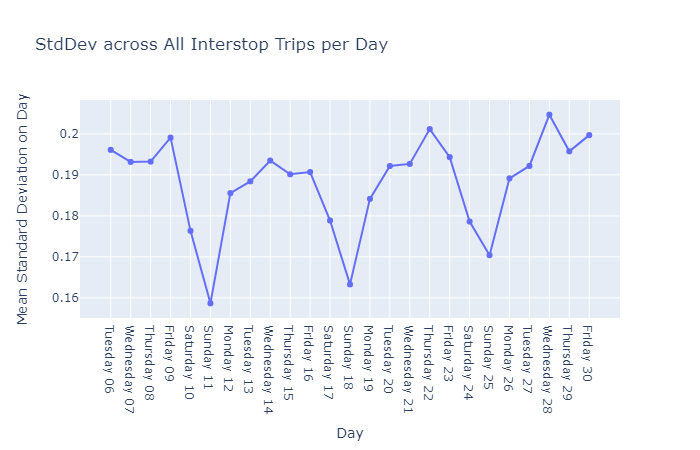 StdDev across All Interstop Trips per Day
Mean Standard Deviation on Day
0.2
0.19
0.18
0.17
0.16
Tuesday 06
Wednesday 07
Thursday 08
Friday 09
Saturday 10
Sunday 11
Monday 12
Tuesday 13
Wednesday 14
Thursday 15
Friday 16
Saturday 17
Sunday 18
Monday 19
Tuesday 20
Wednesday 21
Thursday 22
Friday 23
Saturday 24
Sunday 25
Monday 26
Tuesday 27
Wednesday 28
Thursday 29
Friday 30
Day